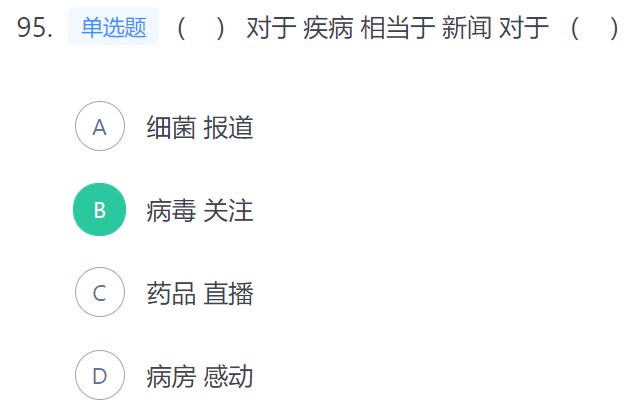 95. 单选题 （ ） 对于 疾病 相当于 新闻 对于 （ ）
A 细菌 报道
B 病毒 关注
C 药品 直播
D 病房 感动